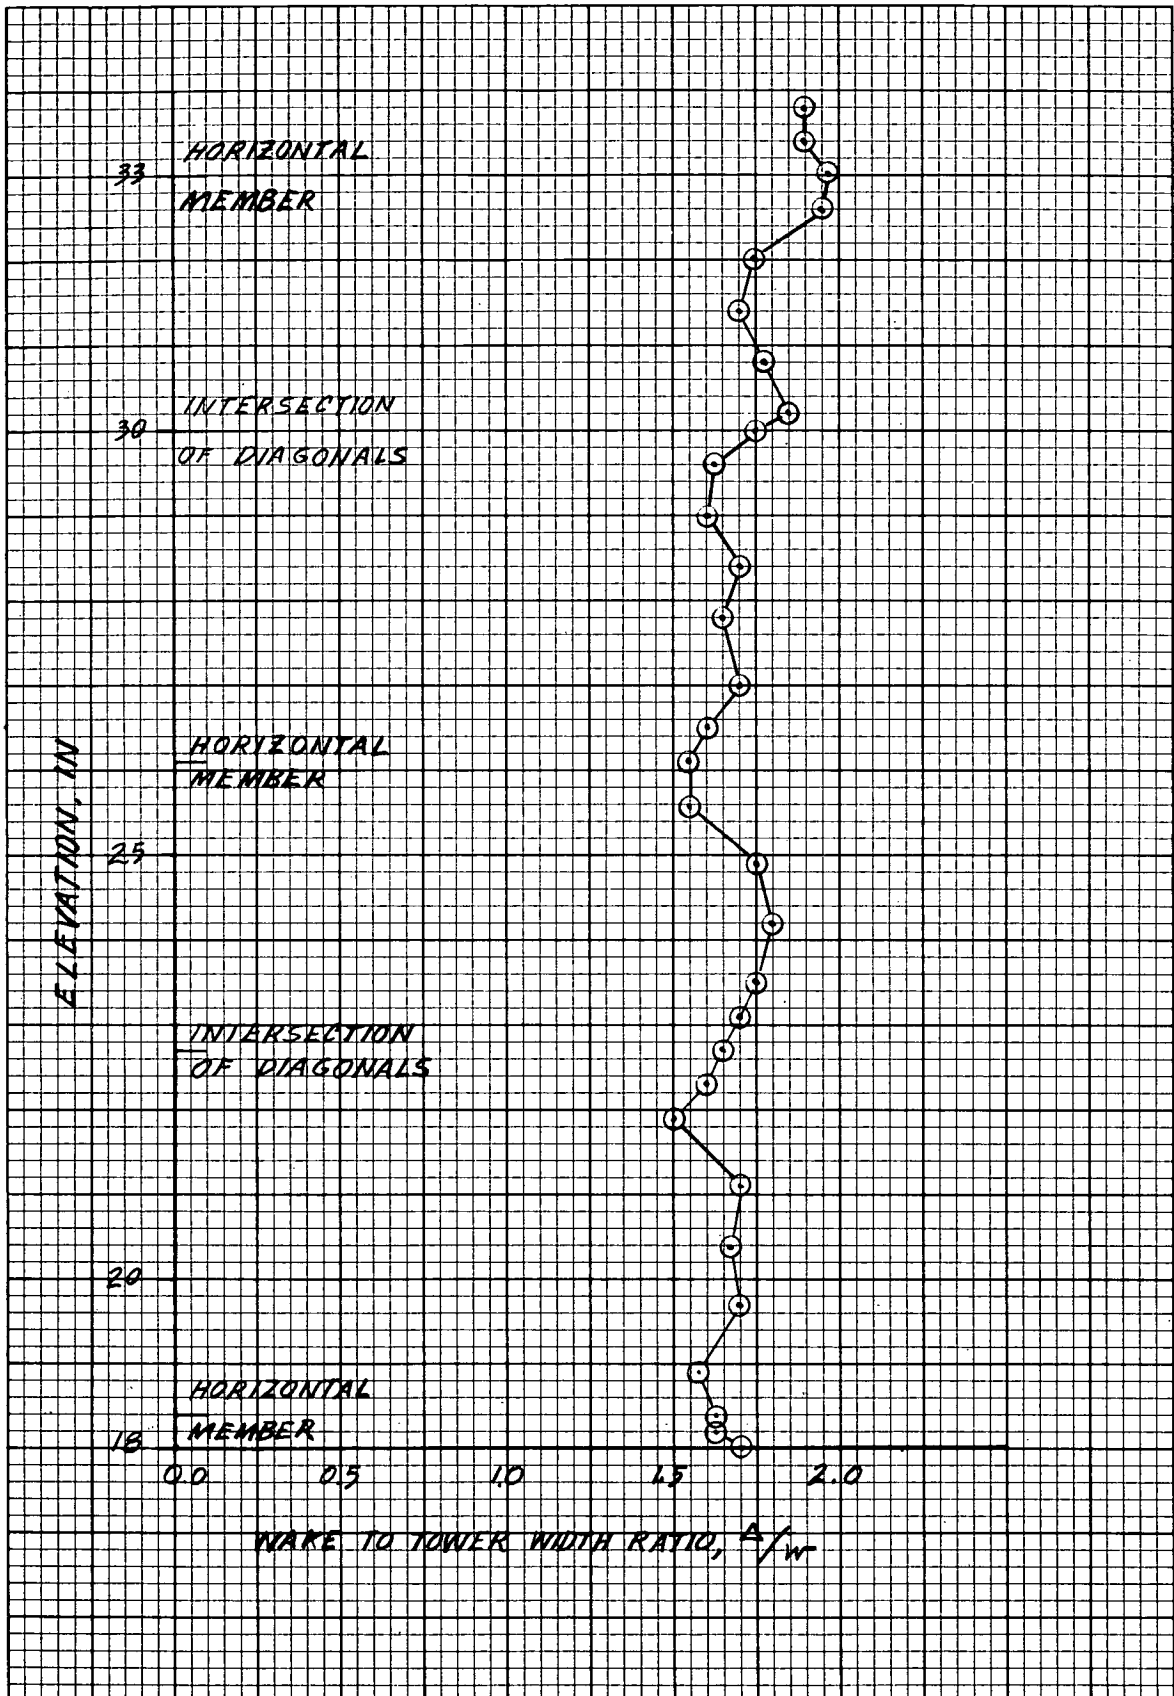 HORIZONTAL
33
MEMBER
INTERSECTION
30
OF DIAGONALS
HORIZONTAL
MEMBER
ELEVATION, IN
25
INTERSECTION
OF DIAGONALS
20
HORIZONTAL
MEMBER
18
0.0 0.5 1.0 1.5 2.0
WAKE TO TOWER WIDTH RATIO, Δ/W